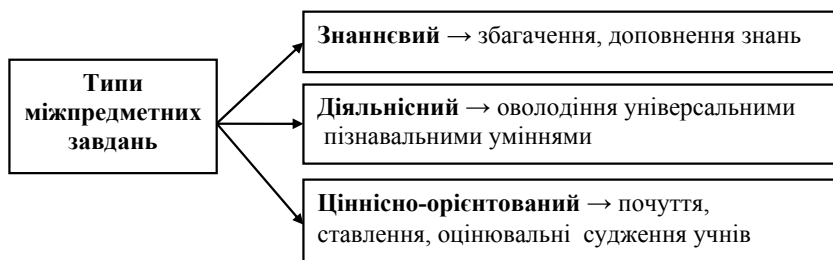 Типи
міжпредметних
завдань
Знаннєвий → збагачення, доповнення знань
Діяльнісний → оволодіння універсальними
пізнавальними уміннями
Ціннісно-орієнтований → почуття,
ставлення, оцінювальні судження учнів